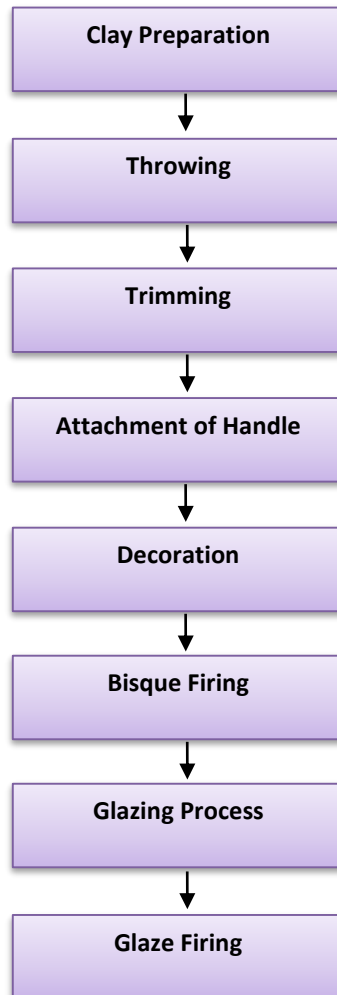 Clay Preparation
Throwing
Trimming
Attachment of Handle
Decoration
Bisque Firing
Glazing Process
Glaze Firing